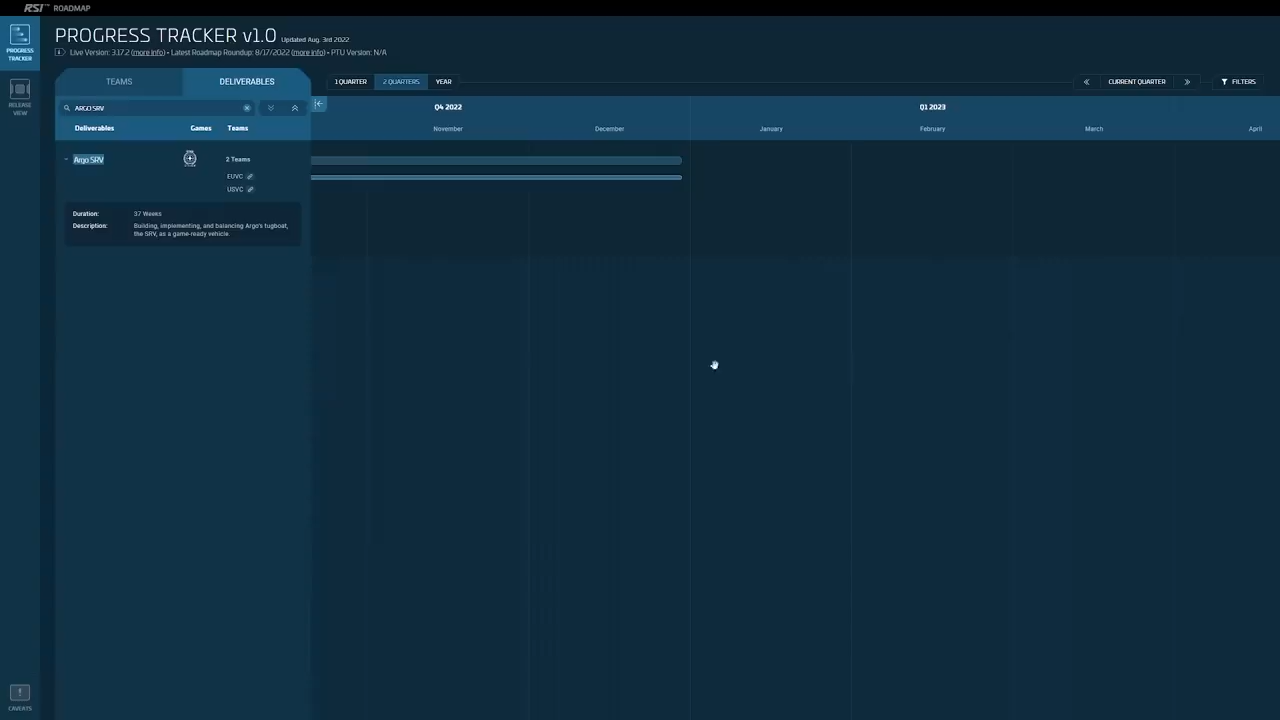 RSI ROADMAP
PROGRESS TRACKER
RELEASE VIEW
CAVEATS
PROGRESS TRACKER v1.0 Updated Aug. 3rd 2022
Live Version: 3.17.2 (more info) • Latest Roadmap Roundup: 8/17/2022 (more info) • PTU Version: N/A
TEAMS DELIVERABLES 1 QUARTER 2 QUARTERS YEAR CURRENT QUARTER FILTERS
ARGO SRV Q4 2022 Q1 2023
Deliverables Games Teams November December January February March April
Argo SRV 2 Teams
EUVC
USVC
Duration: 37 Weeks
Description: Building, implementing, and balancing Argo's tugboat,
the SRV, as a game-ready vehicle.